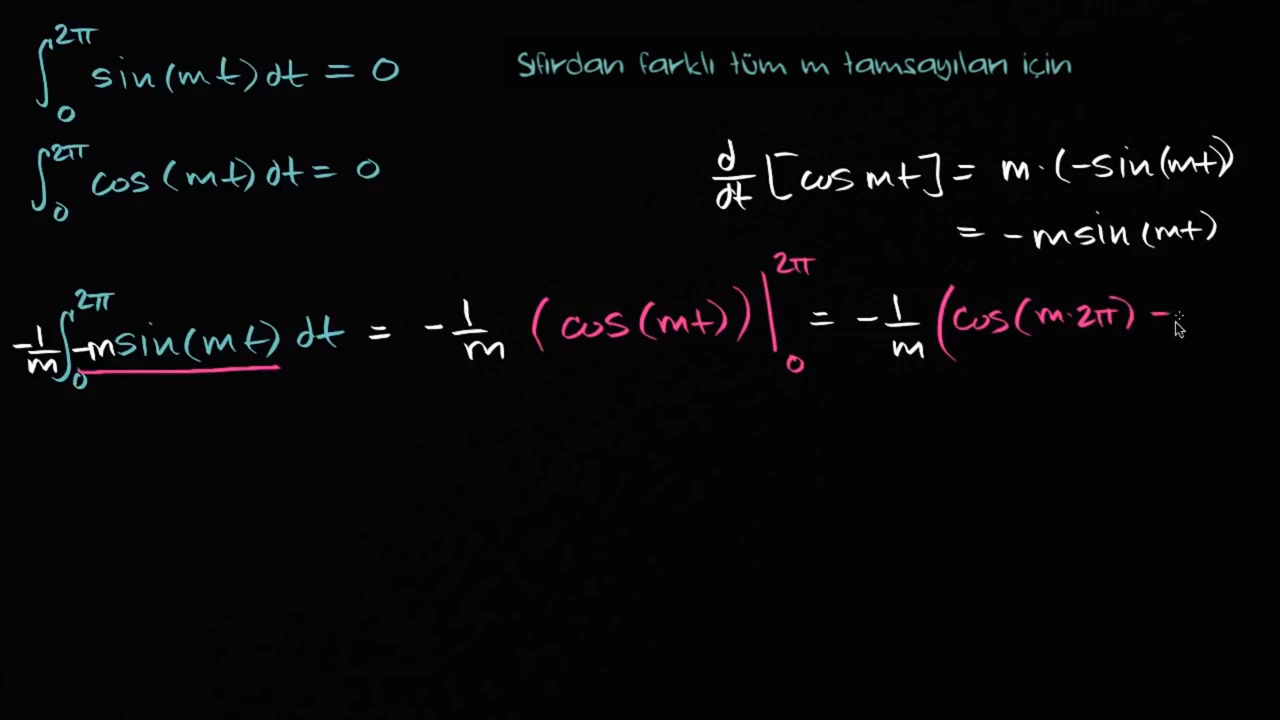 ∫₀^{2π} sin(mt) dt = 0
Sıfırdan farklı tüm m tamsayıları için
∫₀^{2π} cos(mt) dt = 0
d/dt [cos mt] = m·(-sin(mt))
= -m sin(mt)
-1/m ∫₀^{2π} -m sin(mt) dt = -1/m (cos(mt)) |₀^{2π} = -1/m (cos(m·2π) -